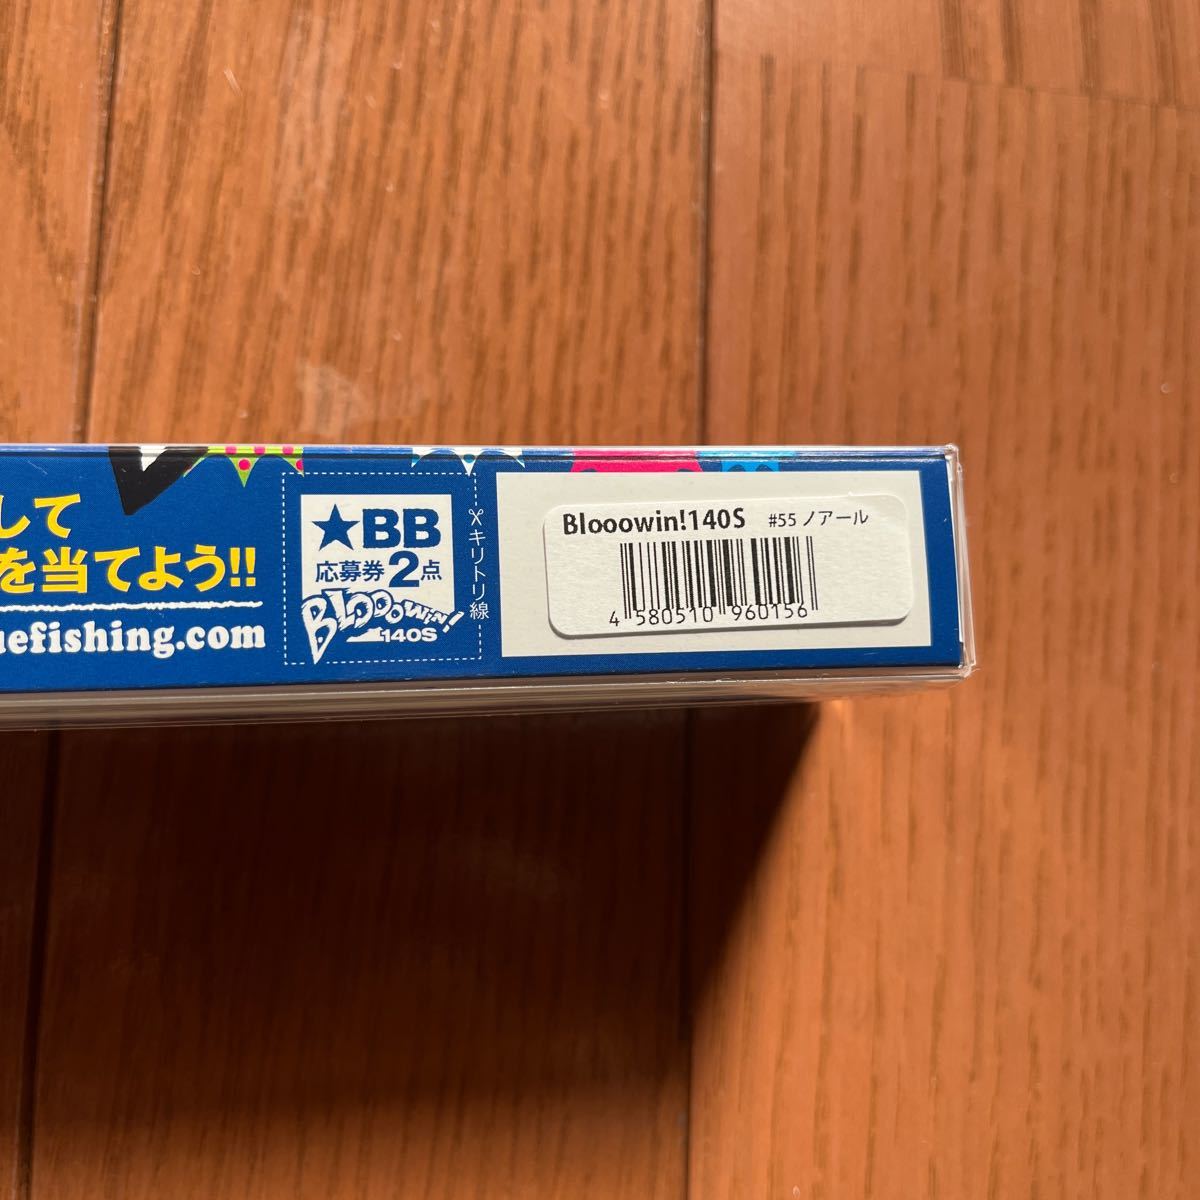 して
を当てよう!!
uefishing.com
★BB
応募券2点
BLOOOWIN!
140S
✂キリトリ線
Blooowin!140S #55 ノアール
4 580510 960156